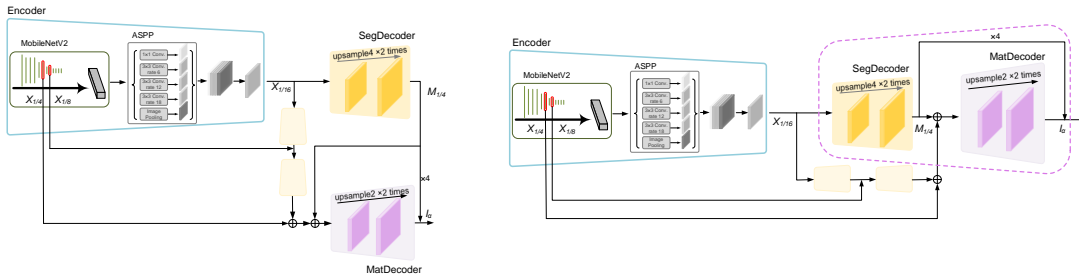 Encoder
MobileNetV2
ASPP
1x1 Conv.
3x3 Conv. rate 6
3x3 Conv. rate 12
3x3 Conv. rate 18
Image Pooling
X1/4
X1/8
X1/16
SegDecoder
upsample4 ×2 times
M1/4
×4
upsample2 ×2 times
Iα
MatDecoder
Encoder
MobileNetV2
ASPP
1x1 Conv.
3x3 Conv. rate 6
3x3 Conv. rate 12
3x3 Conv. rate 18
Image Pooling
X1/4
X1/8
X1/16
SegDecoder
upsample4 ×2 times
M1/4
×4
MatDecoder
upsample2 ×2 times
Iα